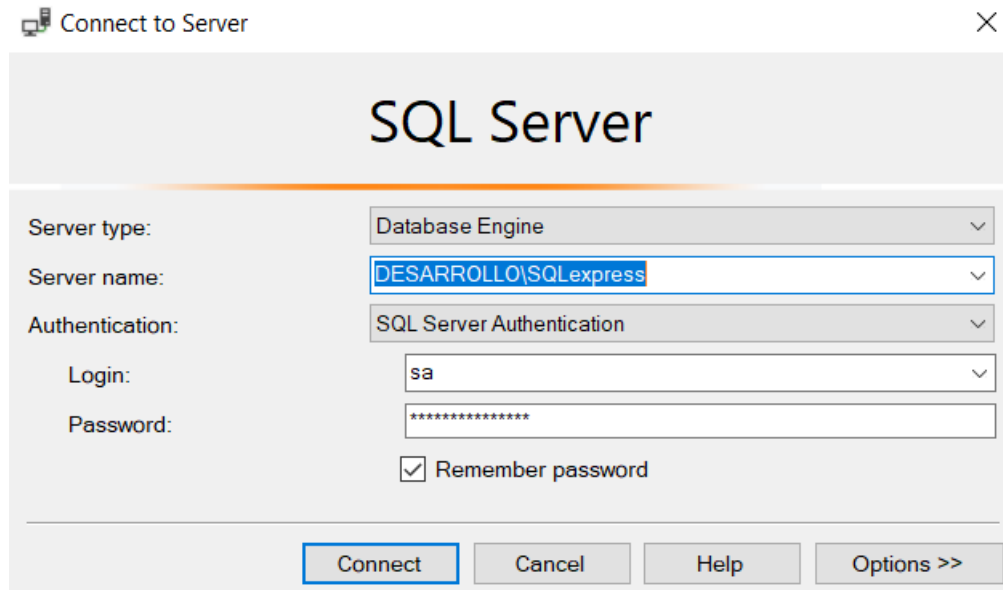 Connect to Server
SQL Server
Server type: Database Engine
Server name: DESARROLLO\SQLexpress
Authentication: SQL Server Authentication
Login: sa
Password: ***************
Remember password
Connect Cancel Help Options >>